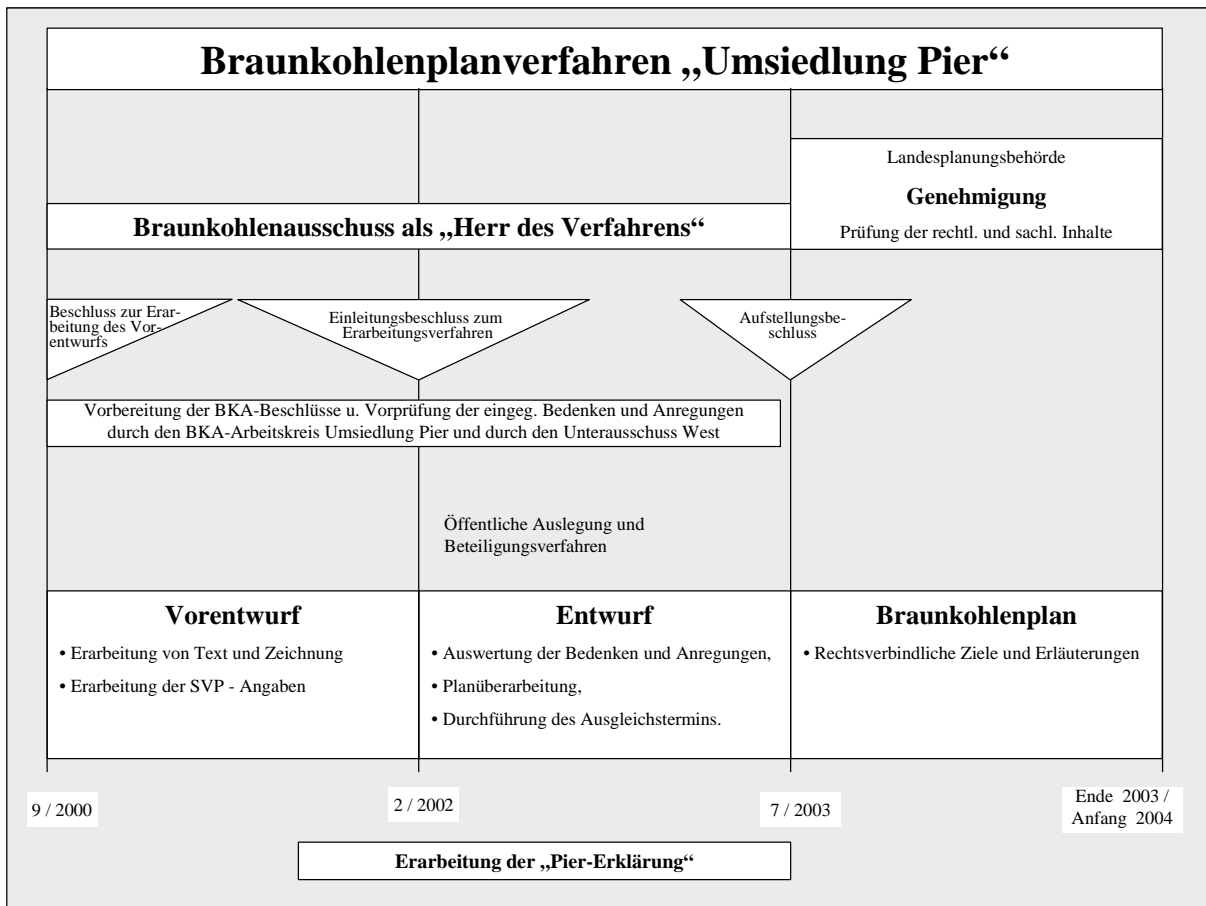 Braunkohlenplanverfahren „Umsiedlung Pier“
Landesplanungsbehörde
Genehmigung
Prüfung der rechtl. und sachl. Inhalte
Braunkohlenausschuss als „Herr des Verfahrens“
Beschluss zur Erar-
beitung des Vor-
entwurfs
Einleitungsbeschluss zum
Erarbeitungsverfahren
Aufstellungsbe-
schluss
Vorbereitung der BKA-Beschlüsse u. Vorprüfung der eingeg. Bedenken und Anregungen
durch den BKA-Arbeitskreis Umsiedlung Pier und durch den Unterausschuss West
Öffentliche Auslegung und
Beteiligungsverfahren
Vorentwurf
• Erarbeitung von Text und Zeichnung
• Erarbeitung der SVP - Angaben
Entwurf
• Auswertung der Bedenken und Anregungen,
• Planüberarbeitung,
• Durchführung des Ausgleichstermins.
Braunkohlenplan
• Rechtsverbindliche Ziele und Erläuterungen
9 / 2000
2 / 2002
7 / 2003
Ende 2003 /
Anfang 2004
Erarbeitung der „Pier-Erklärung“